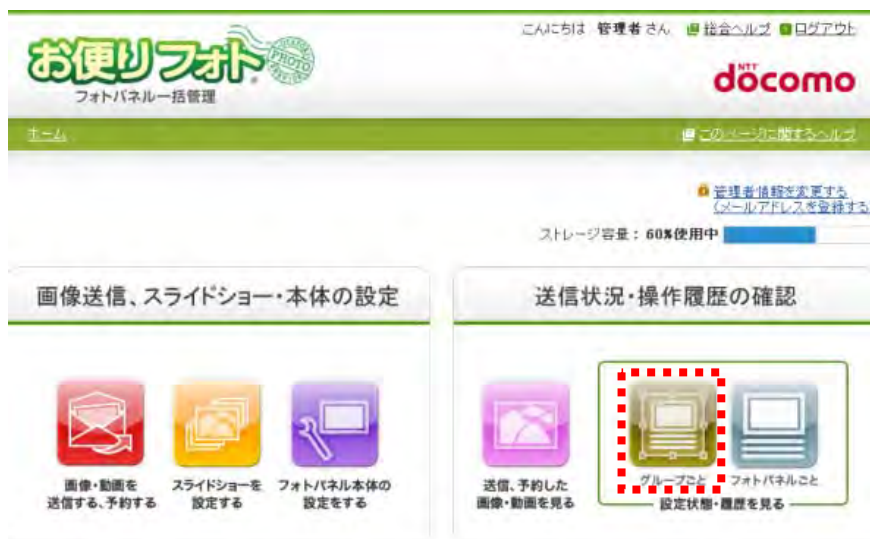 こんにちは 管理者 さん 総合ヘルプ ログアウト
お便りフォト
PHOTO
フォトパネル一括管理
NTT
döcomo
ホーム
このページに関するヘルプ
管理者情報を変更する
(メールアドレスを登録する
ストレージ容量：60%使用中
画像送信、スライドショー・本体の設定
送信状況・操作履歴の確認
画像・動画を
送信する、予約する
スライドショーを
設定する
フォトパネル本体の
設定をする
送信、予約した
画像・動画を見る
グループごと
フォトパネルごと
設定状態・履歴を見る